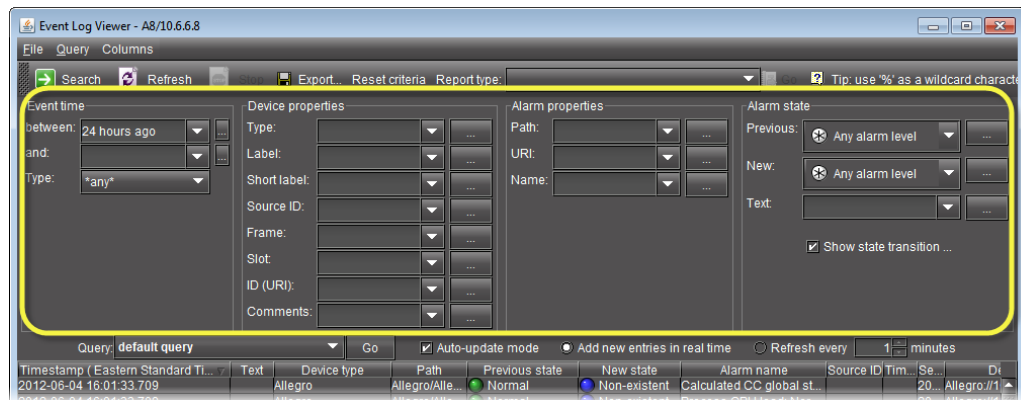 Event Log Viewer - A8/10.6.6.8
File Query Columns
Search Refresh Stop Export... Reset criteria Report type: Go Tip: use '%' as a wildcard characte
Event time Device properties Alarm properties Alarm state
between: 24 hours ago ... Type: ... Path: ... Previous: Any alarm level ...
and: ... Label: ... URI: ... New: Any alarm level ...
Type: *any* Short label: ... Name: ... Text: ...
Source ID: ...
Frame: ... Show state transition ...
Slot: ...
ID (URI): ...
Comments: ...
Query: default query Go Auto-update mode Add new entries in real time Refresh every 1 minutes
Timestamp ( Eastern Standard Ti... Text Device type Path Previous state New state Alarm name Source ID Tim... Se... De
2012-06-04 16:01:33.709 Allegro Allegro/Alle... Normal Non-existent Calculated CC global st... 20... Allegro://1